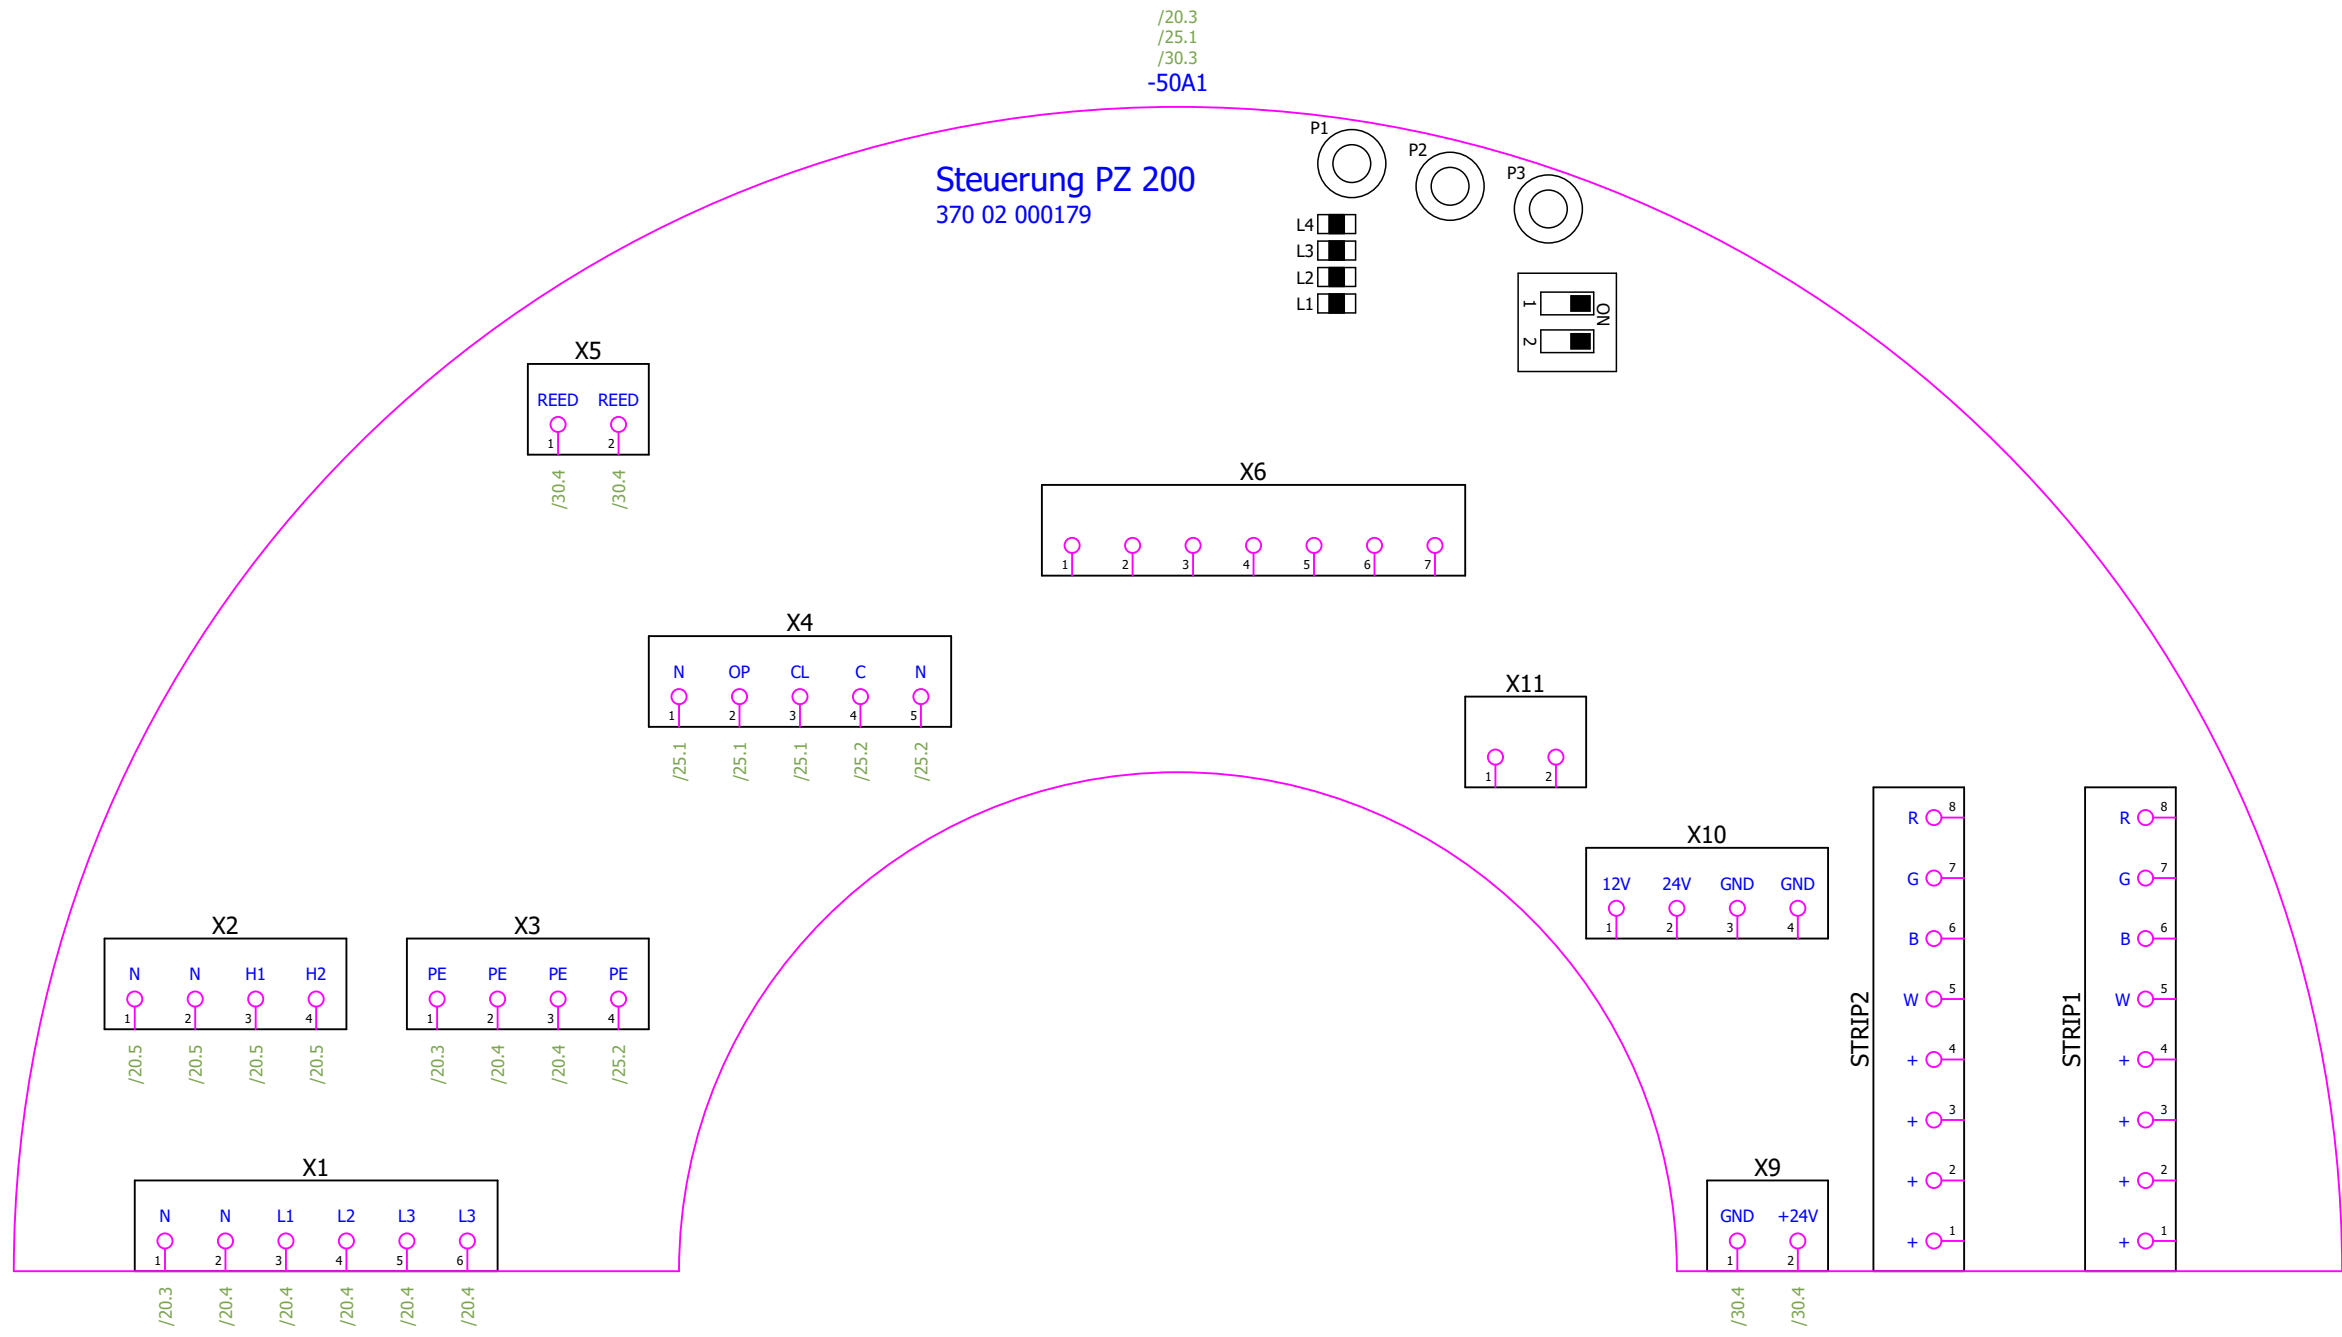 /20.3
/25.1
/30.3
-50A1
P1
P2
P3
Steuerung PZ 200
370 02 000179
L4
L3
L2
L1
1
2
ON
X5
REED REED
1 2
/30.4 /30.4
X6
1 2 3 4 5 6 7
X4
N OP CL C N
1 2 3 4 5
/25.1 /25.1 /25.1 /25.2 /25.2
X11
1 2
X10
12V 24V GND GND
1 2 3 4
X2
N N H1 H2
1 2 3 4
/20.5 /20.5 /20.5 /20.5
X3
PE PE PE PE
1 2 3 4
/20.3 /20.4 /20.4 /25.2
X1
N N L1 L2 L3 L3
1 2 3 4 5 6
/20.3 /20.4 /20.4 /20.4 /20.4 /20.4
X9
GND +24V
1 2
/30.4 /30.4
STRIP2
R 8
G 7
B 6
W 5
+ 4
+ 3
+ 2
+ 1
STRIP1
R 8
G 7
B 6
W 5
+ 4
+ 3
+ 2
+ 1